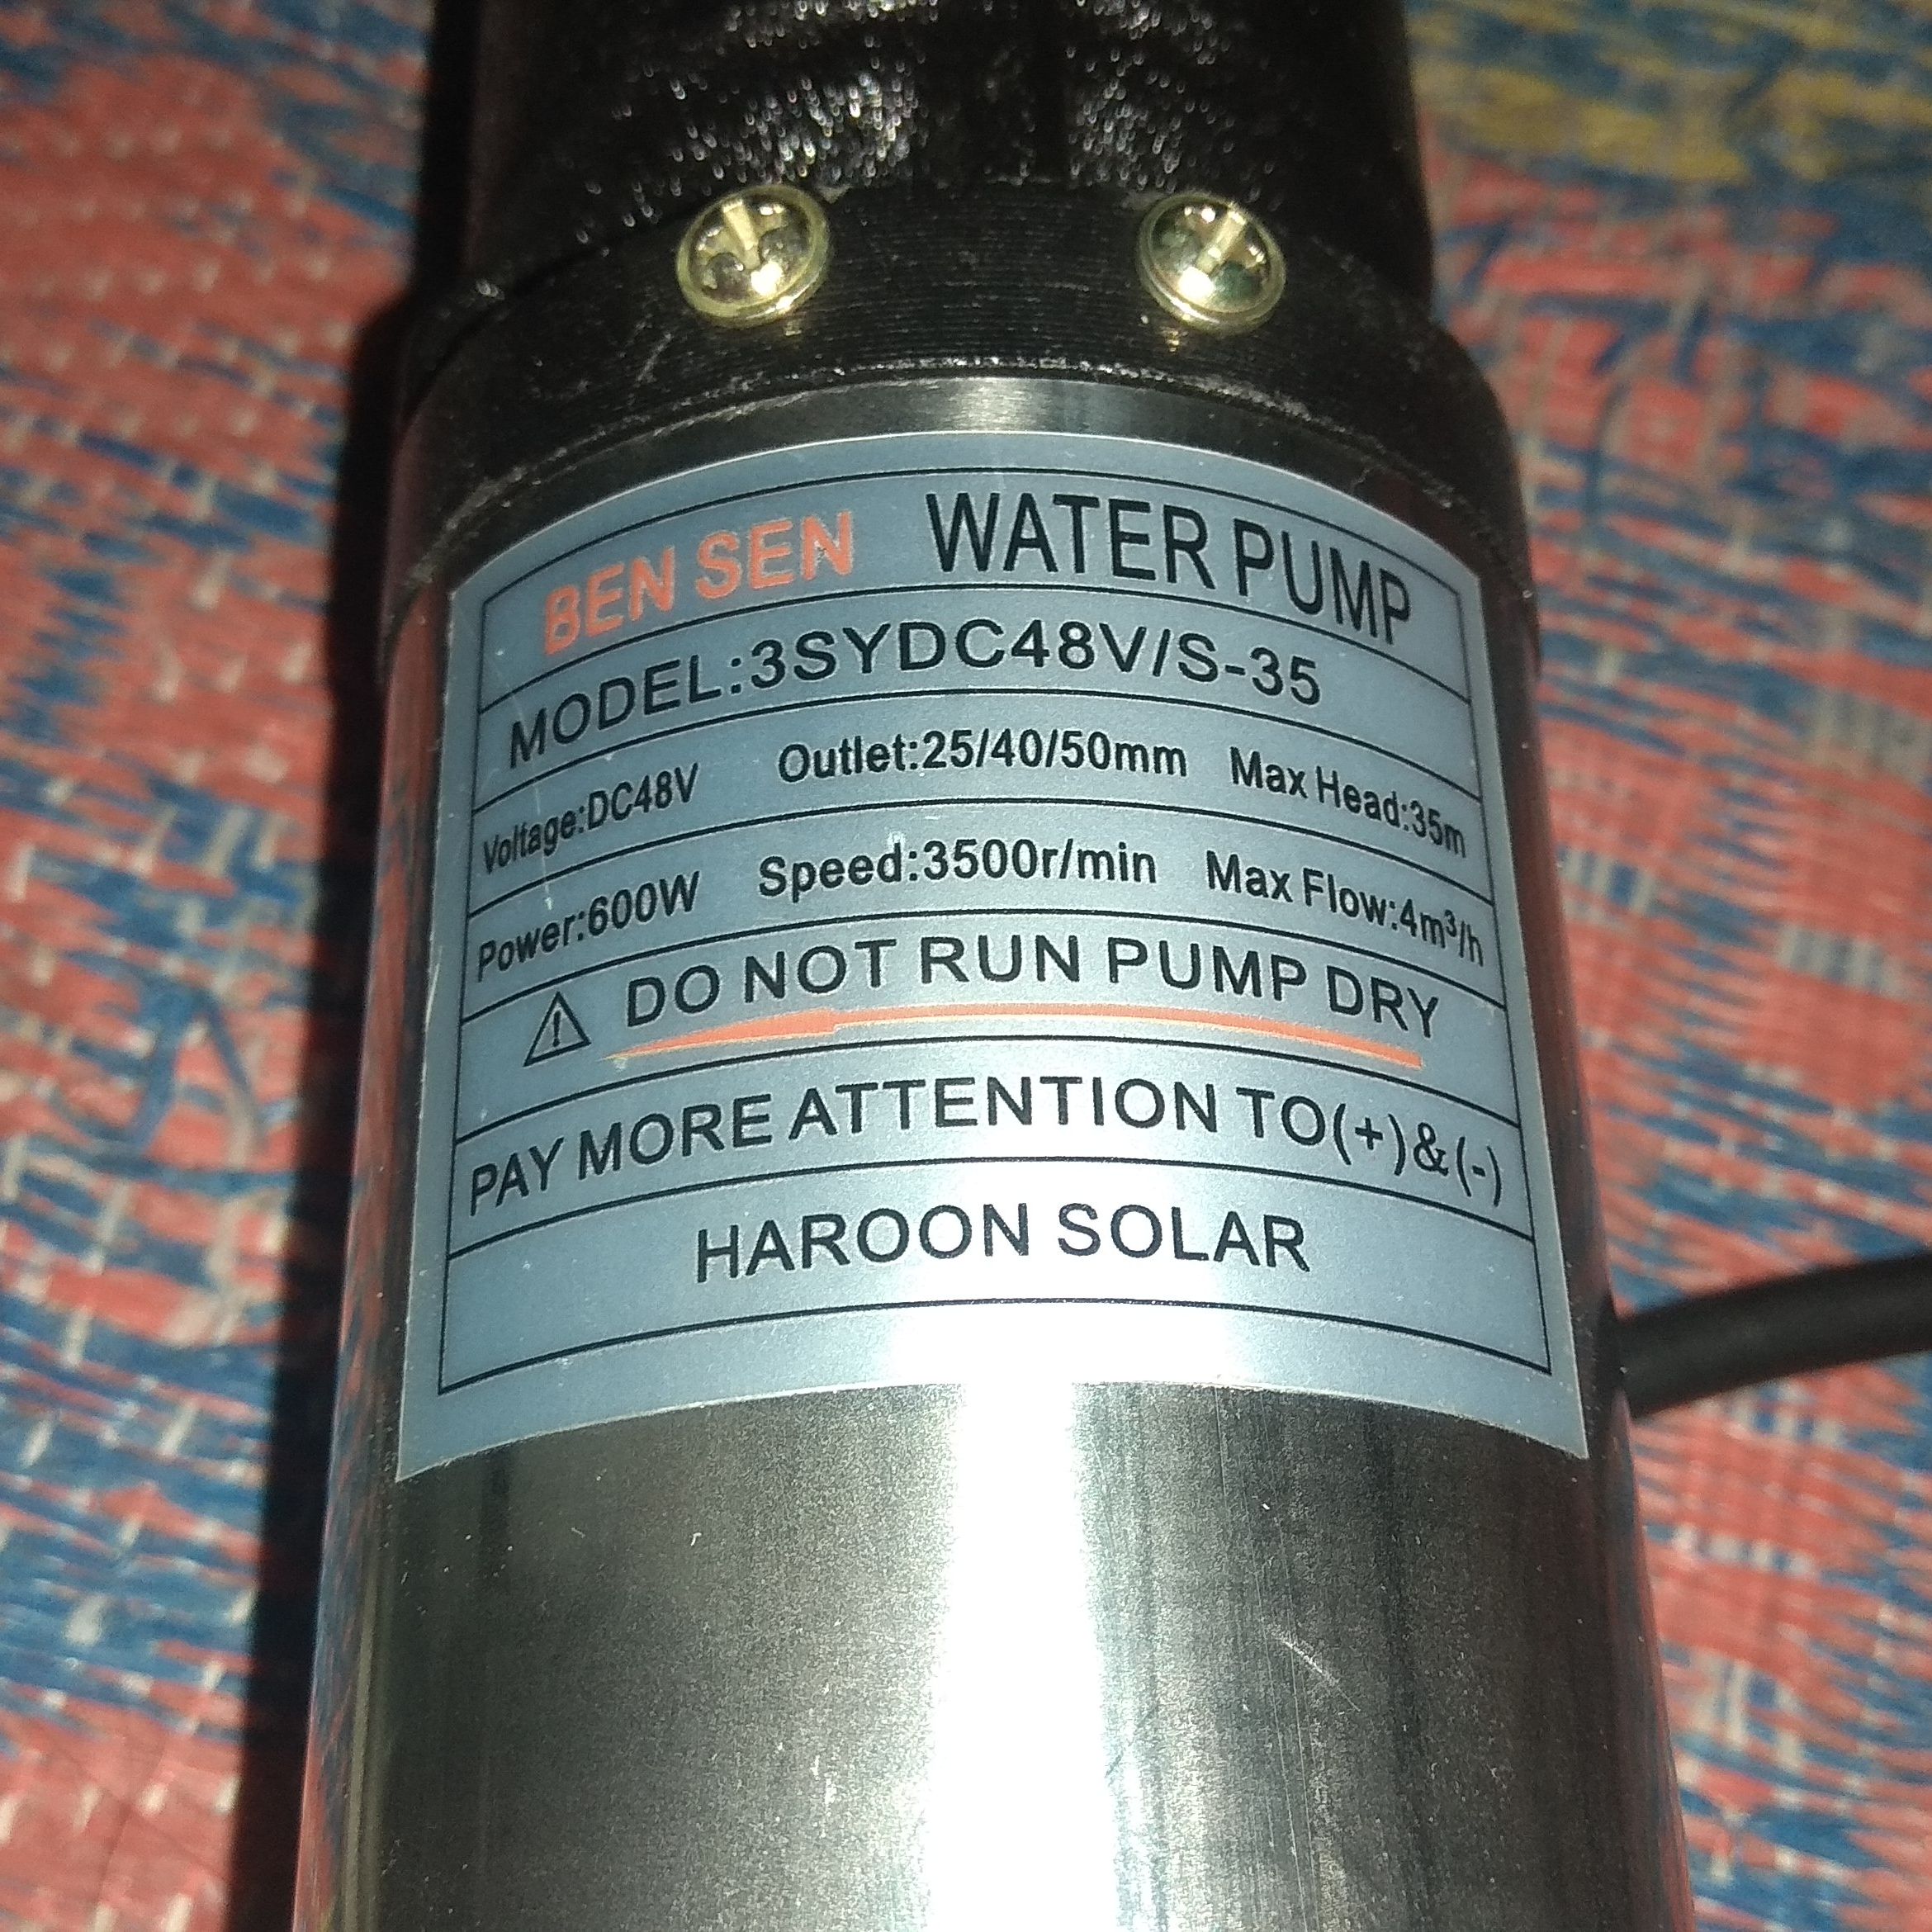 BEN SEN WATER PUMP
MODEL:3SYDC48V/S-35
Voltage:DC48V Outlet:25/40/50mm Max Head:35m
Power:600W Speed:3500r/min Max Flow:4m³/h
DO NOT RUN PUMP DRY
PAY MORE ATTENTION TO(+)&(-)
HAROON SOLAR